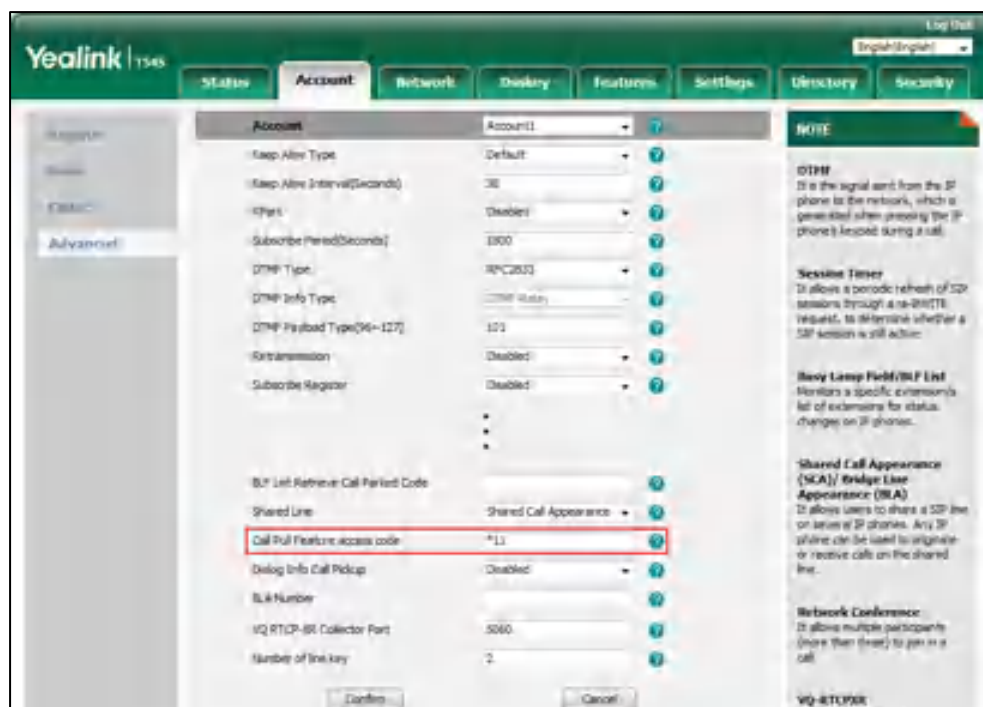 Log Out
English(English)
Yealink T54S
Status Account Network Dsskey Features Settings Directory Security
Register
Basic
Codec
Advanced
Account Account1
Keep Alive Type Default
Keep Alive Interval(Seconds) 30
RPort Disabled
Subscribe Period(Seconds) 1800
DTMF Type RFC2833
DTMF Info Type DTMF-Relay
DTMF Payload Type(96~127) 101
Retransmission Disabled
Subscribe Register Disabled
BLF List Retrieve Call Parked Code
Shared Line Shared Call Appearance
Call Pull Feature access code *11
Dialog Info Call Pickup Disabled
BLA Number
VQ RTCP-XR Collector Port 5060
Number of line key 2
Confirm Cancel
NOTE
DTMF
It is the signal sent from the IP
phone to the network, which is
generated when pressing the IP
phone's keypad during a call.
Session Timer
It allows a periodic refresh of SIP
sessions through a re-INVITE
request, to determine whether a
SIP session is still active.
Busy Lamp Field/BLF List
Monitors a specific extension/a
list of extensions for status
changes on IP phones.
Shared Call Appearance
(SCA)/ Bridge Line
Appearance (BLA)
It allows users to share a SIP line
on several IP phones. Any IP
phone can be used to originate
or receive calls on the shared
line.
Network Conference
It allows multiple participants
(more than three) to join in a
call.
VQ-RTCPXR